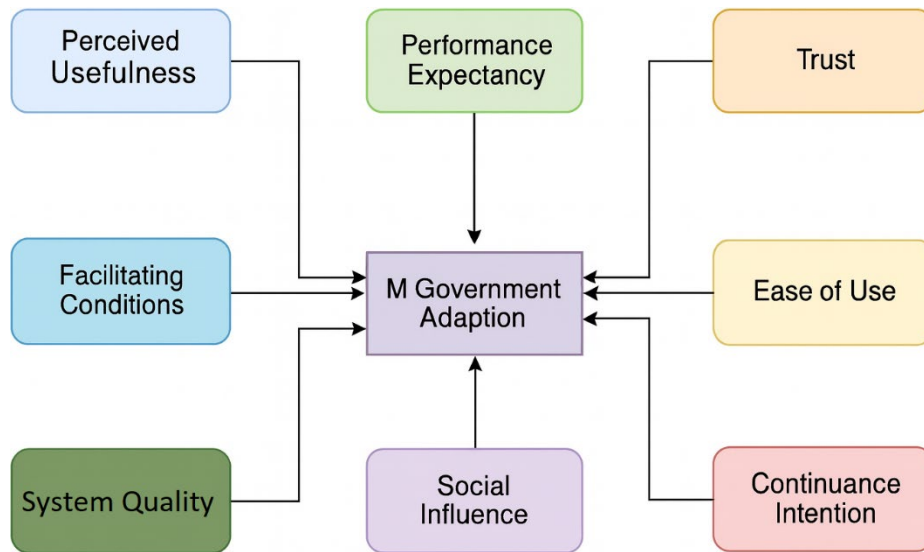 Perceived
Usefulness
Performance
Expectancy
Trust
Facilitating
Conditions
M Government
Adaption
Ease of Use
System Quality
Social
Influence
Continuance
Intention